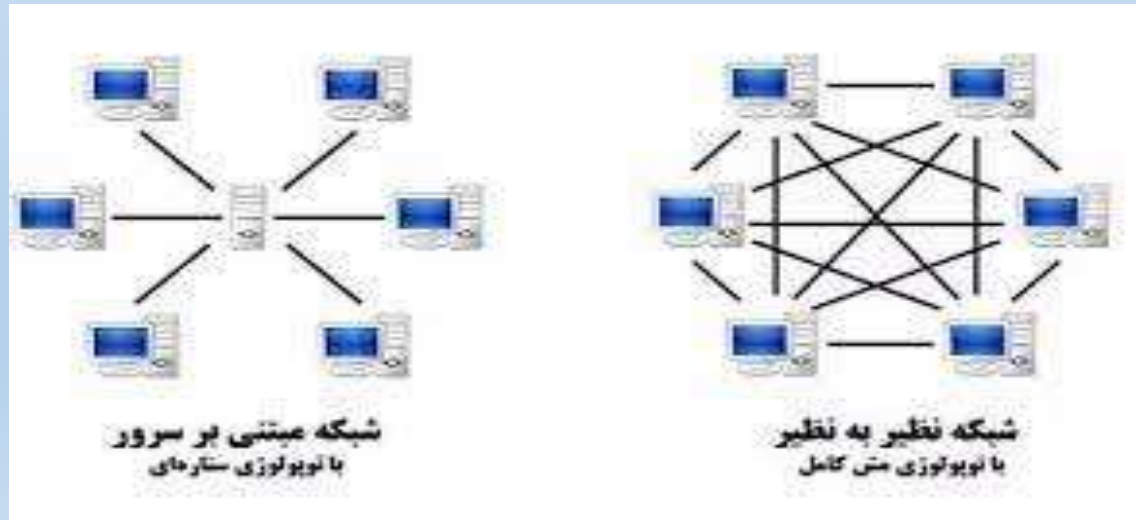 شبکه نظیر به نظیر
با توپولوژی مش کامل
شبکه مبتنی بر سرور
با توپولوژی ستاره‌ای